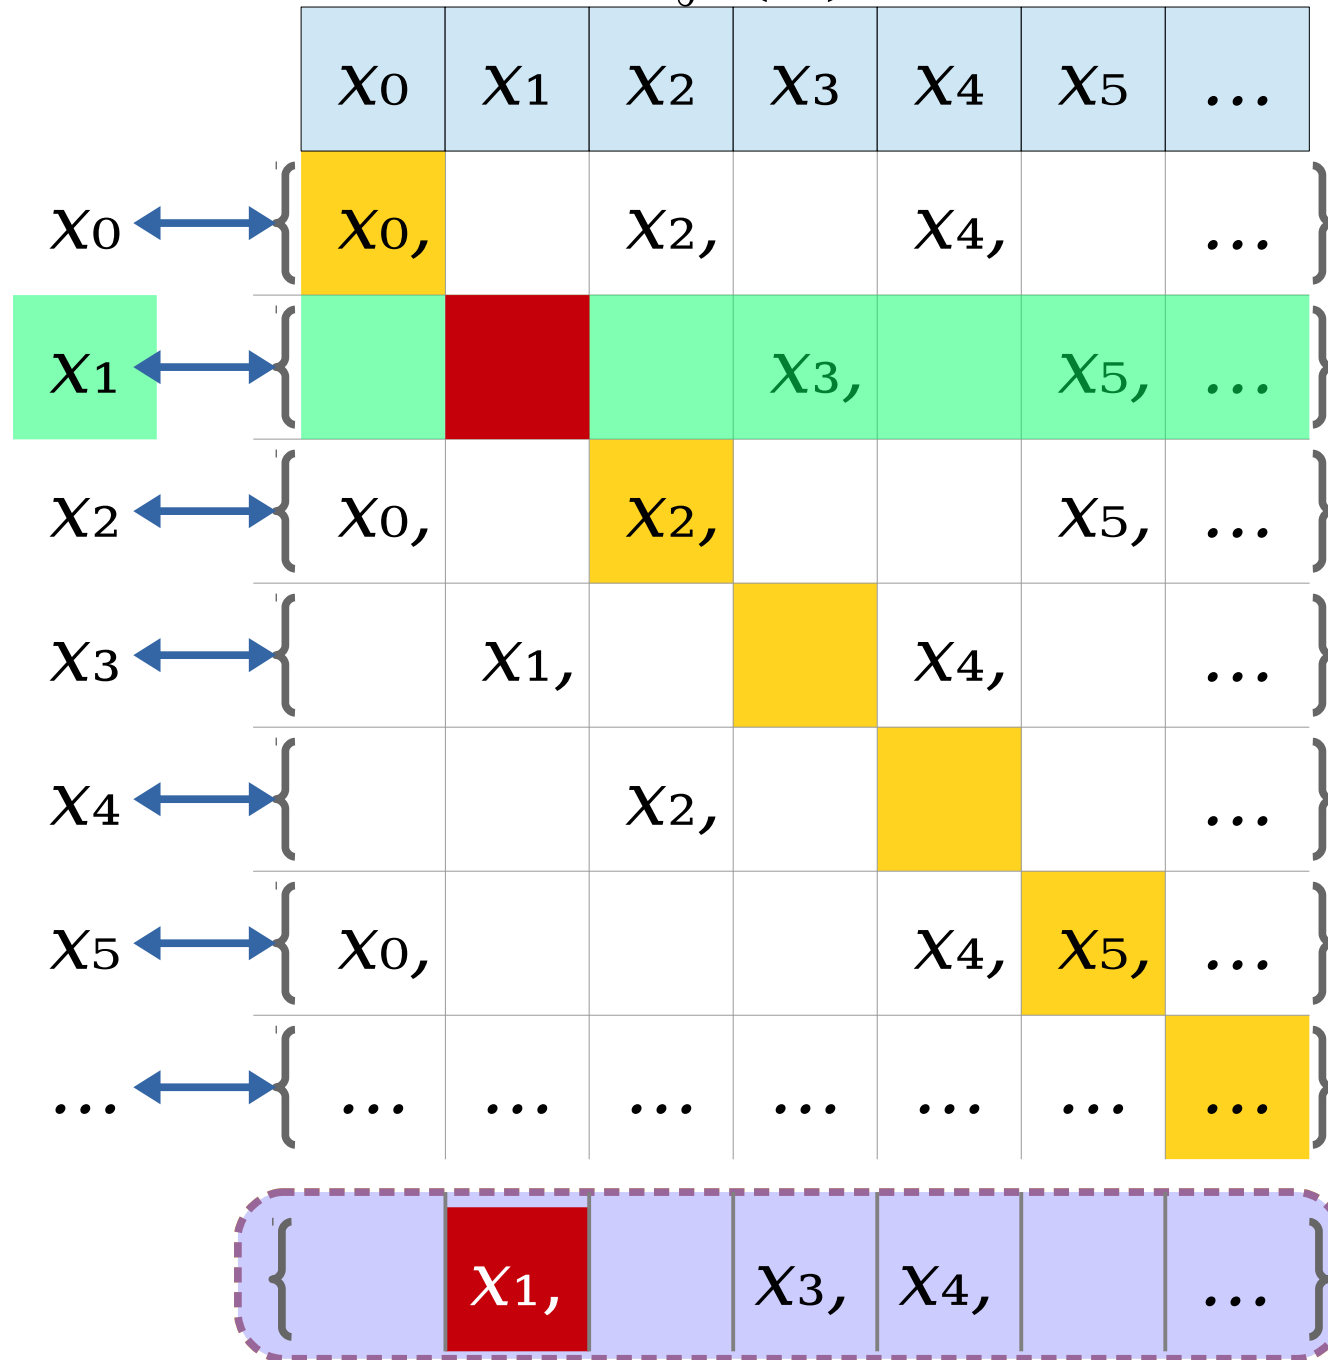 x₀ x₁ x₂ x₃ x₄ x₅ ...
x₀ { x₀, x₂, x₄, ... }
x₁ { x₃, x₅, ... }
x₂ { x₀, x₂, x₅, ... }
x₃ { x₁, x₄, ... }
x₄ { x₂, ... }
x₅ { x₀, x₄, x₅, ... }
... { ... ... ... ... ... ... ... }
{ x₁, x₃, x₄, ... }